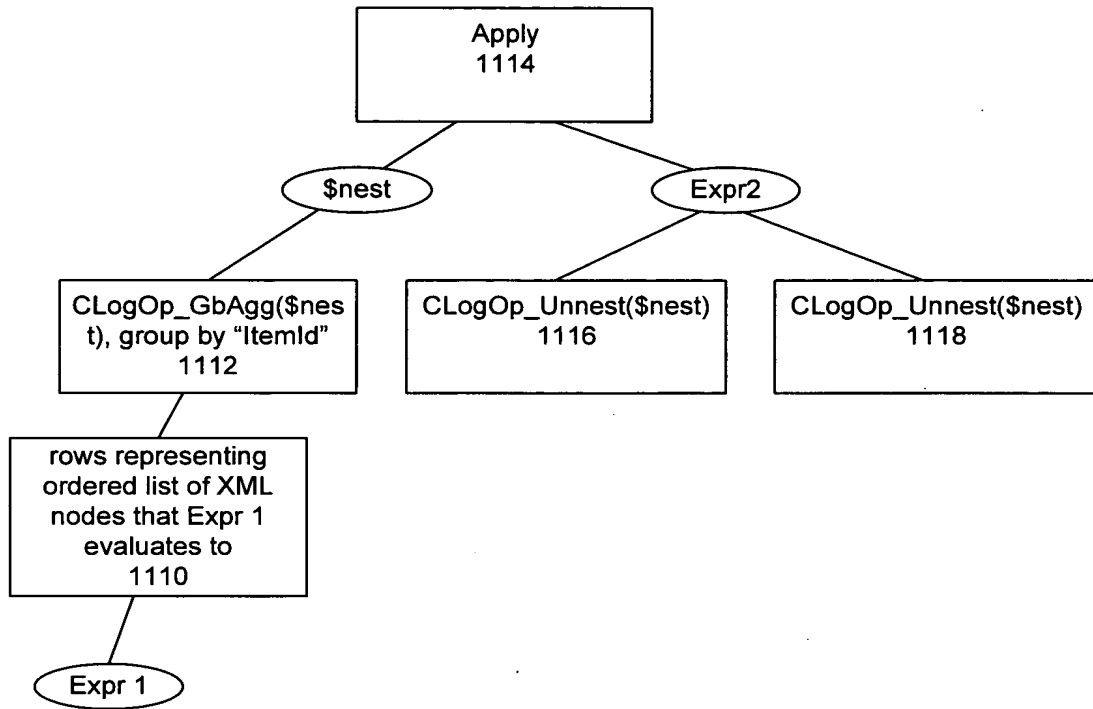 Apply
1114
$nest
Expr2
CLogOp_GbAgg($nes
t), group by “ItemId”
1112
CLogOp_Unnest($nest)
1116
CLogOp_Unnest($nest)
1118
rows representing
ordered list of XML
nodes that Expr 1
evaluates to
1110
Expr 1